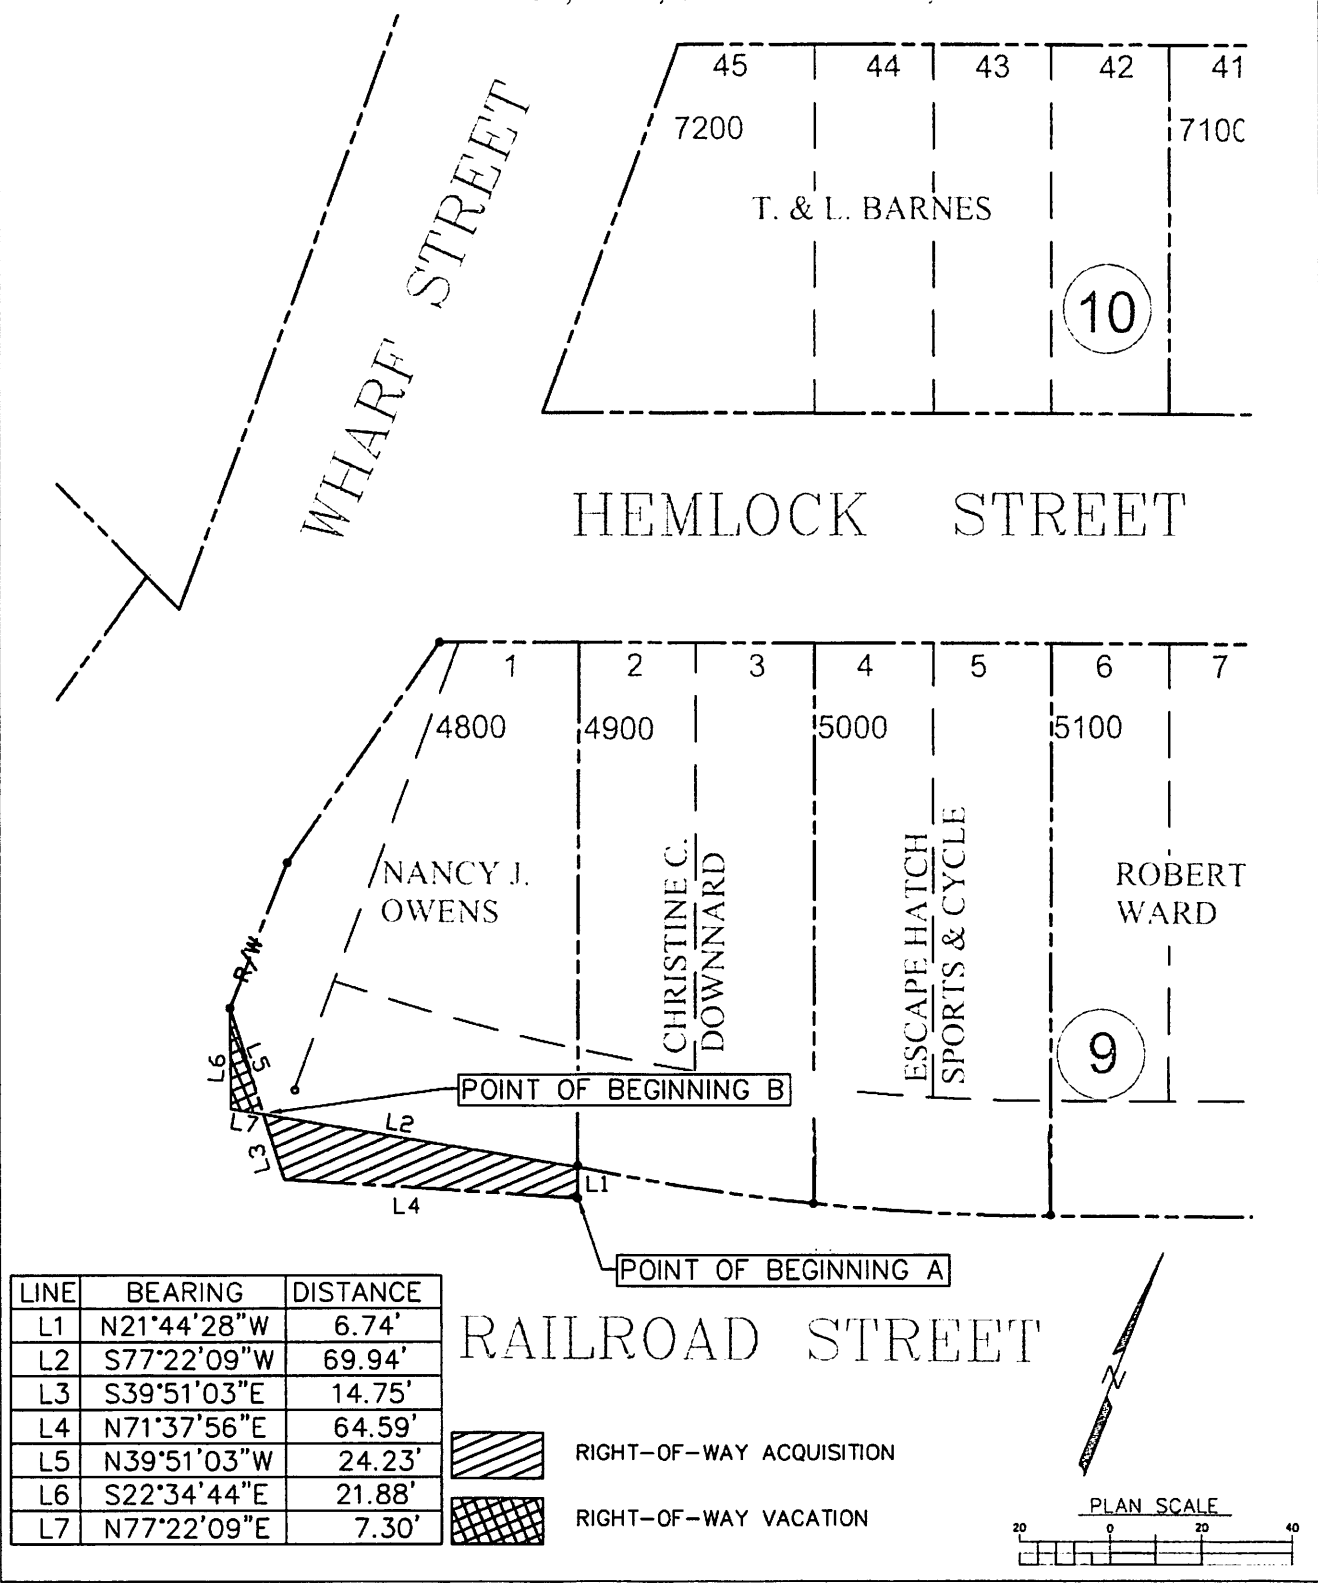 45 44 43 42 41
7200 7100
T. & L. BARNES
10
WHARF STREET
HEMLOCK STREET
1 2 3 4 5 6 7
4800 4900 5000 5100
NANCY J.
OWENS
CHRISTINE C.
DOWNNARD
ESCAPE HATCH
SPORTS & CYCLE
ROBERT
WARD
R/W
9
L6
L5
POINT OF BEGINNING B
L7
L2
L3
L1
L4
POINT OF BEGINNING A
RAILROAD STREET
LINE BEARING DISTANCE
L1 N21°44'28"W 6.74'
L2 S77°22'09"W 69.94'
L3 S39°51'03"E 14.75'
L4 N71°37'56"E 64.59'
L5 N39°51'03"W 24.23'
L6 S22°34'44"E 21.88'
L7 N77°22'09"E 7.30'
RIGHT-OF-WAY ACQUISITION
RIGHT-OF-WAY VACATION
N
PLAN SCALE
20 0 20 40